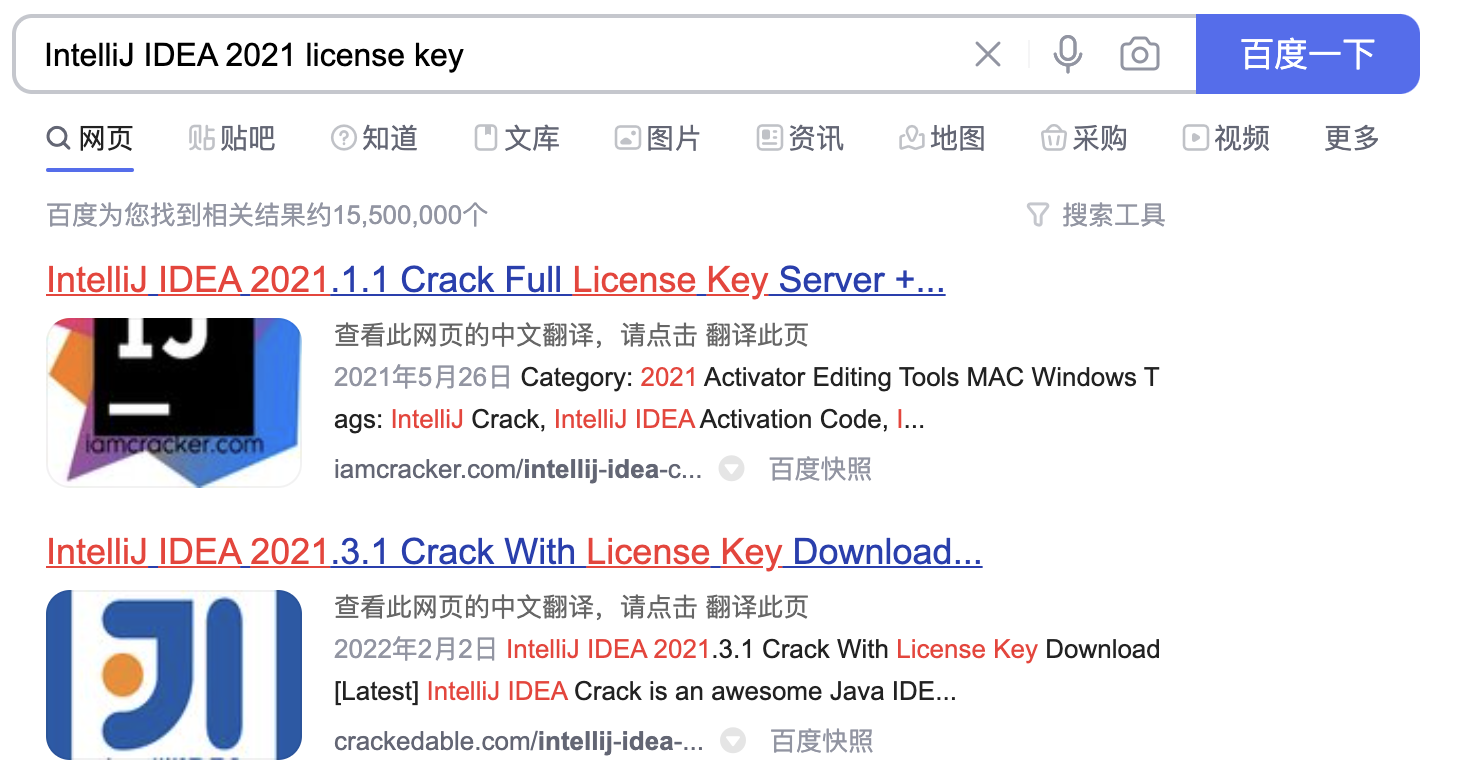 IntelliJ IDEA 2021 license key
百度一下
网页 贴吧 知道 文库 图片 资讯 地图 采购 视频 更多
百度为您找到相关结果约15,500,000个 搜索工具
IntelliJ IDEA 2021.1.1 Crack Full License Key Server +...
IJ
iamcracker.com
查看此网页的中文翻译，请点击 翻译此页
2021年5月26日 Category: 2021 Activator Editing Tools MAC Windows T
ags: IntelliJ Crack, IntelliJ IDEA Activation Code, I...
iamcracker.com/intellij-idea-c... 百度快照
IntelliJ IDEA 2021.3.1 Crack With License Key Download...
查看此网页的中文翻译，请点击 翻译此页
2022年2月2日 IntelliJ IDEA 2021.3.1 Crack With License Key Download
[Latest] IntelliJ IDEA Crack is an awesome Java IDE...
crackedable.com/intellij-idea-... 百度快照